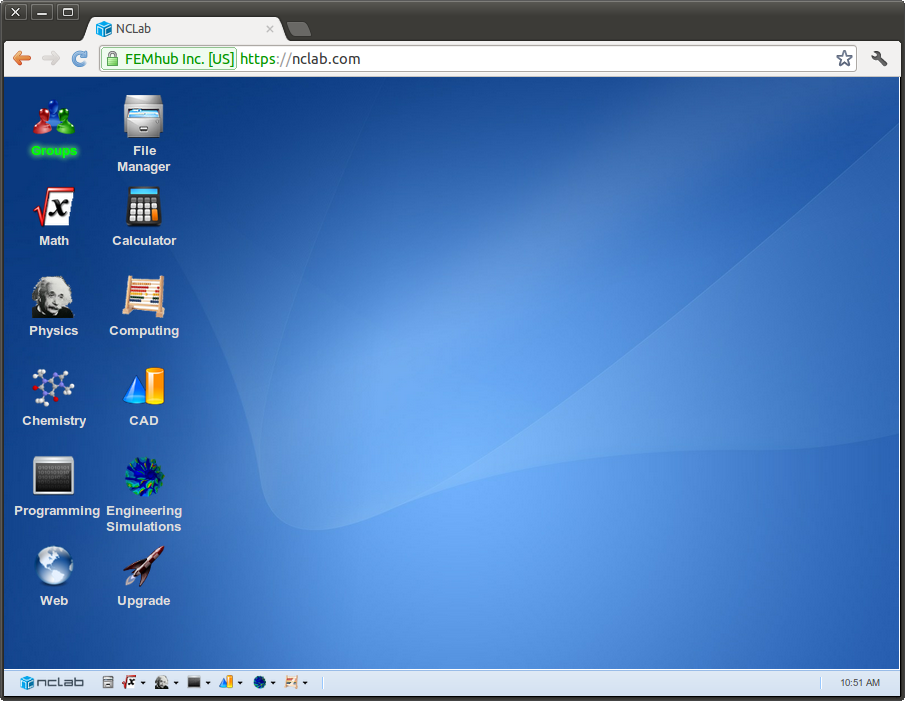 NCLab
FEMhub Inc. [US] https://nclab.com
Groups
File
Manager
Math
Calculator
Physics
Computing
Chemistry
CAD
Programming
Engineering
Simulations
Web
Upgrade
nclab
10:51 AM